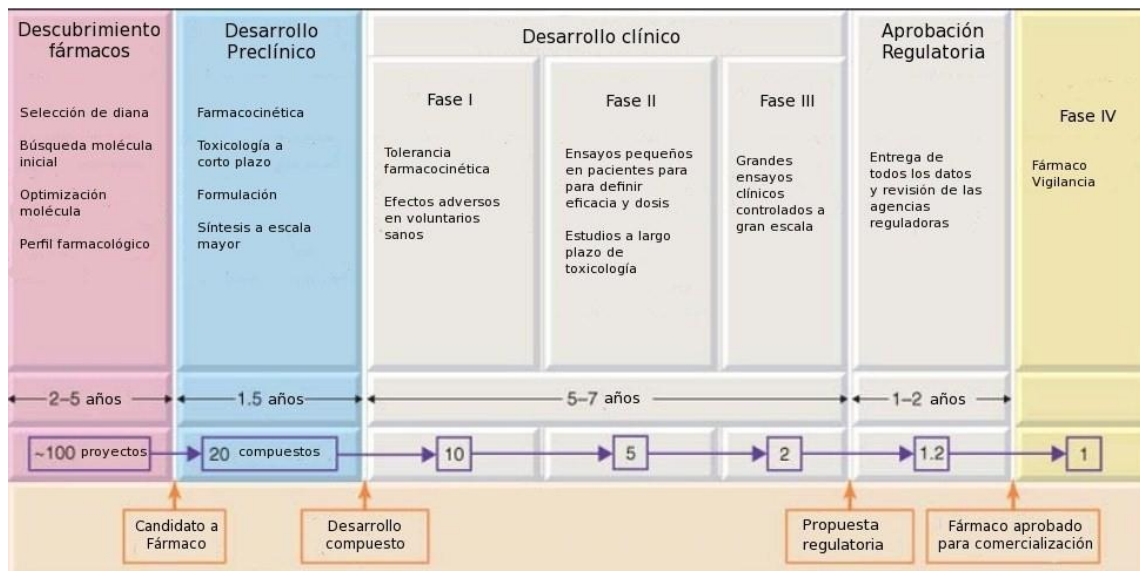 Descubrimiento
fármacos
Selección de diana
Búsqueda molécula
inicial
Optimización
molécula
Perfil farmacológico
Desarrollo
Preclínico
Farmacocinética
Toxicología a
corto plazo
Formulación
Síntesis a escala
mayor
Desarrollo clínico
Fase I
Tolerancia
farmacocinética
Efectos adversos
en voluntarios
sanos
Fase II
Ensayos pequeños
en pacientes para
para definir
eficacia y dosis
Estudios a largo
plazo de
toxicología
Fase III
Grandes
ensayos
clínicos
controlados a
gran escala
Aprobación
Regulatoria
Entrega de
todos los datos
y revisión de las
agencias
reguladoras
Fase IV
Fármaco
Vigilancia
2–5 años
1.5 años
5–7 años
1–2 años
~100 proyectos
20 compuestos
10
5
2
1.2
1
Candidato a
Fármaco
Desarrollo
compuesto
Propuesta
regulatoria
Fármaco aprobado
para comercialización